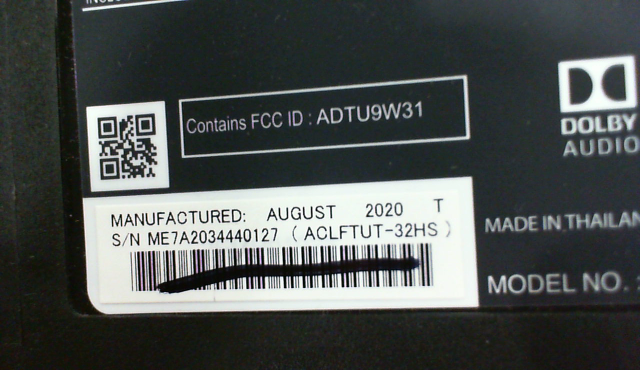 Contains FCC ID : ADTU9W31
DOLBY
AUDIO
MANUFACTURED: AUGUST 2020 T
S/N ME7A2034440127 ( ACLFTUT-32HS )
MADE IN THAILAN
MODEL NO.